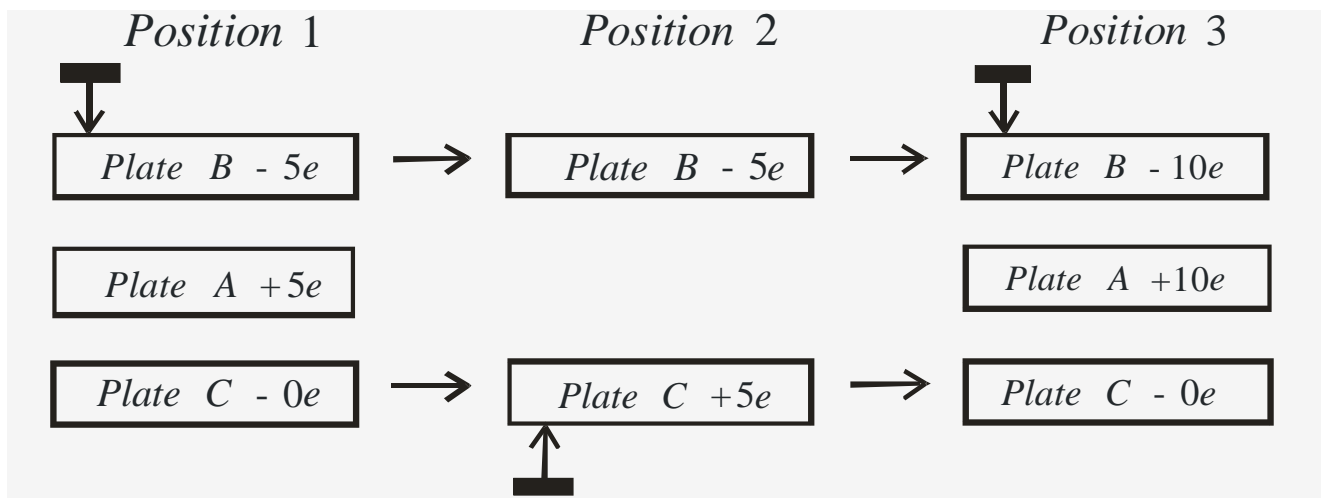 Position 1 Position 2 Position 3
Plate B - 5e Plate B - 5e Plate B - 10e
Plate A +5e Plate A +10e
Plate C - 0e Plate C +5e Plate C - 0e